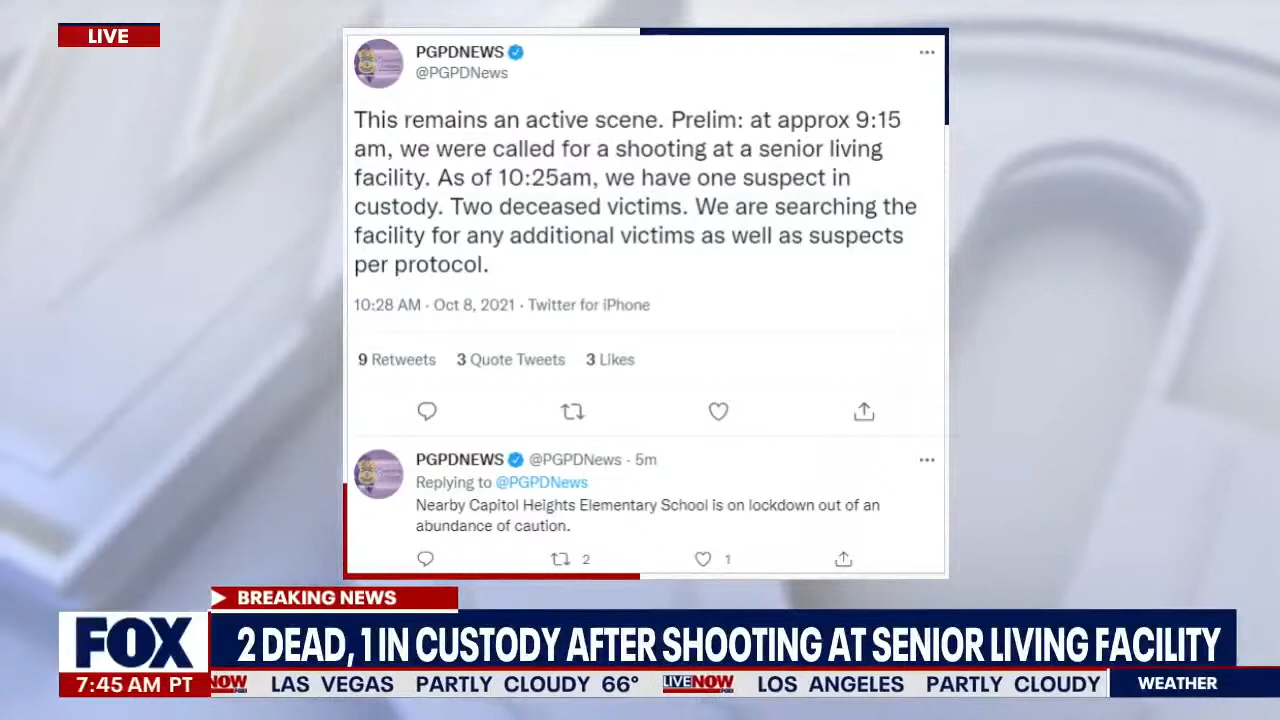 LIVE
PGPDNEWS
@PGPDNews
This remains an active scene. Prelim: at approx 9:15
am, we were called for a shooting at a senior living
facility. As of 10:25am, we have one suspect in
custody. Two deceased victims. We are searching the
facility for any additional victims as well as suspects
per protocol.
10:28 AM · Oct 8, 2021 · Twitter for iPhone
9 Retweets 3 Quote Tweets 3 Likes
PGPDNEWS @PGPDNews · 5m
Replying to @PGPDNews
Nearby Capitol Heights Elementary School is on lockdown out of an
abundance of caution.
2 1
BREAKING NEWS
FOX
2 DEAD, 1 IN CUSTODY AFTER SHOOTING AT SENIOR LIVING FACILITY
7:45 AM PT
NOW LAS VEGAS PARTLY CLOUDY 66° LIVENOW LOS ANGELES PARTLY CLOUDY
WEATHER